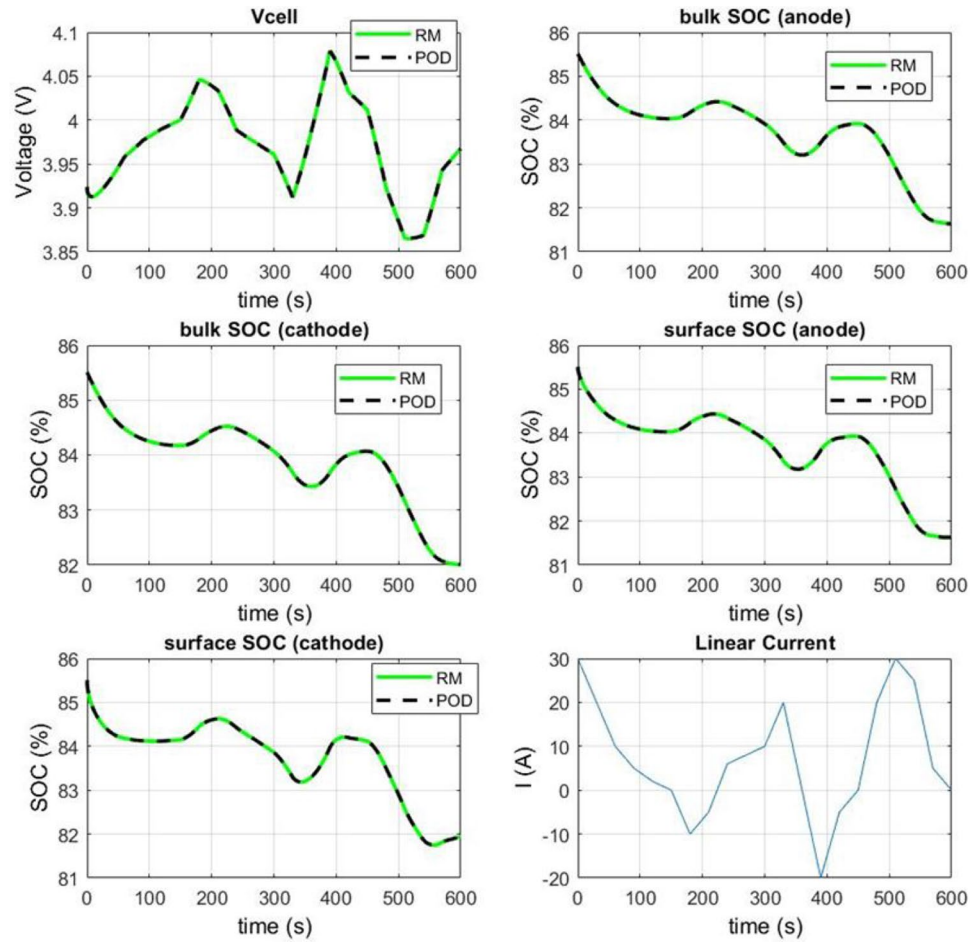 Vcell
4.1
4.05
4
3.95
3.9
3.85
Voltage (V)
RM
POD
0 100 200 300 400 500 600
time (s)
bulk SOC (anode)
86
85
84
83
82
81
SOC (%)
RM
POD
0 100 200 300 400 500 600
time (s)
bulk SOC (cathode)
86
85
84
83
82
SOC (%)
RM
POD
0 100 200 300 400 500 600
time (s)
surface SOC (anode)
86
85
84
83
82
81
SOC (%)
RM
POD
0 100 200 300 400 500 600
time (s)
surface SOC (cathode)
86
85
84
83
82
81
SOC (%)
RM
POD
0 100 200 300 400 500 600
time (s)
Linear Current
30
20
10
0
-10
-20
I (A)
0 100 200 300 400 500 600
time (s)